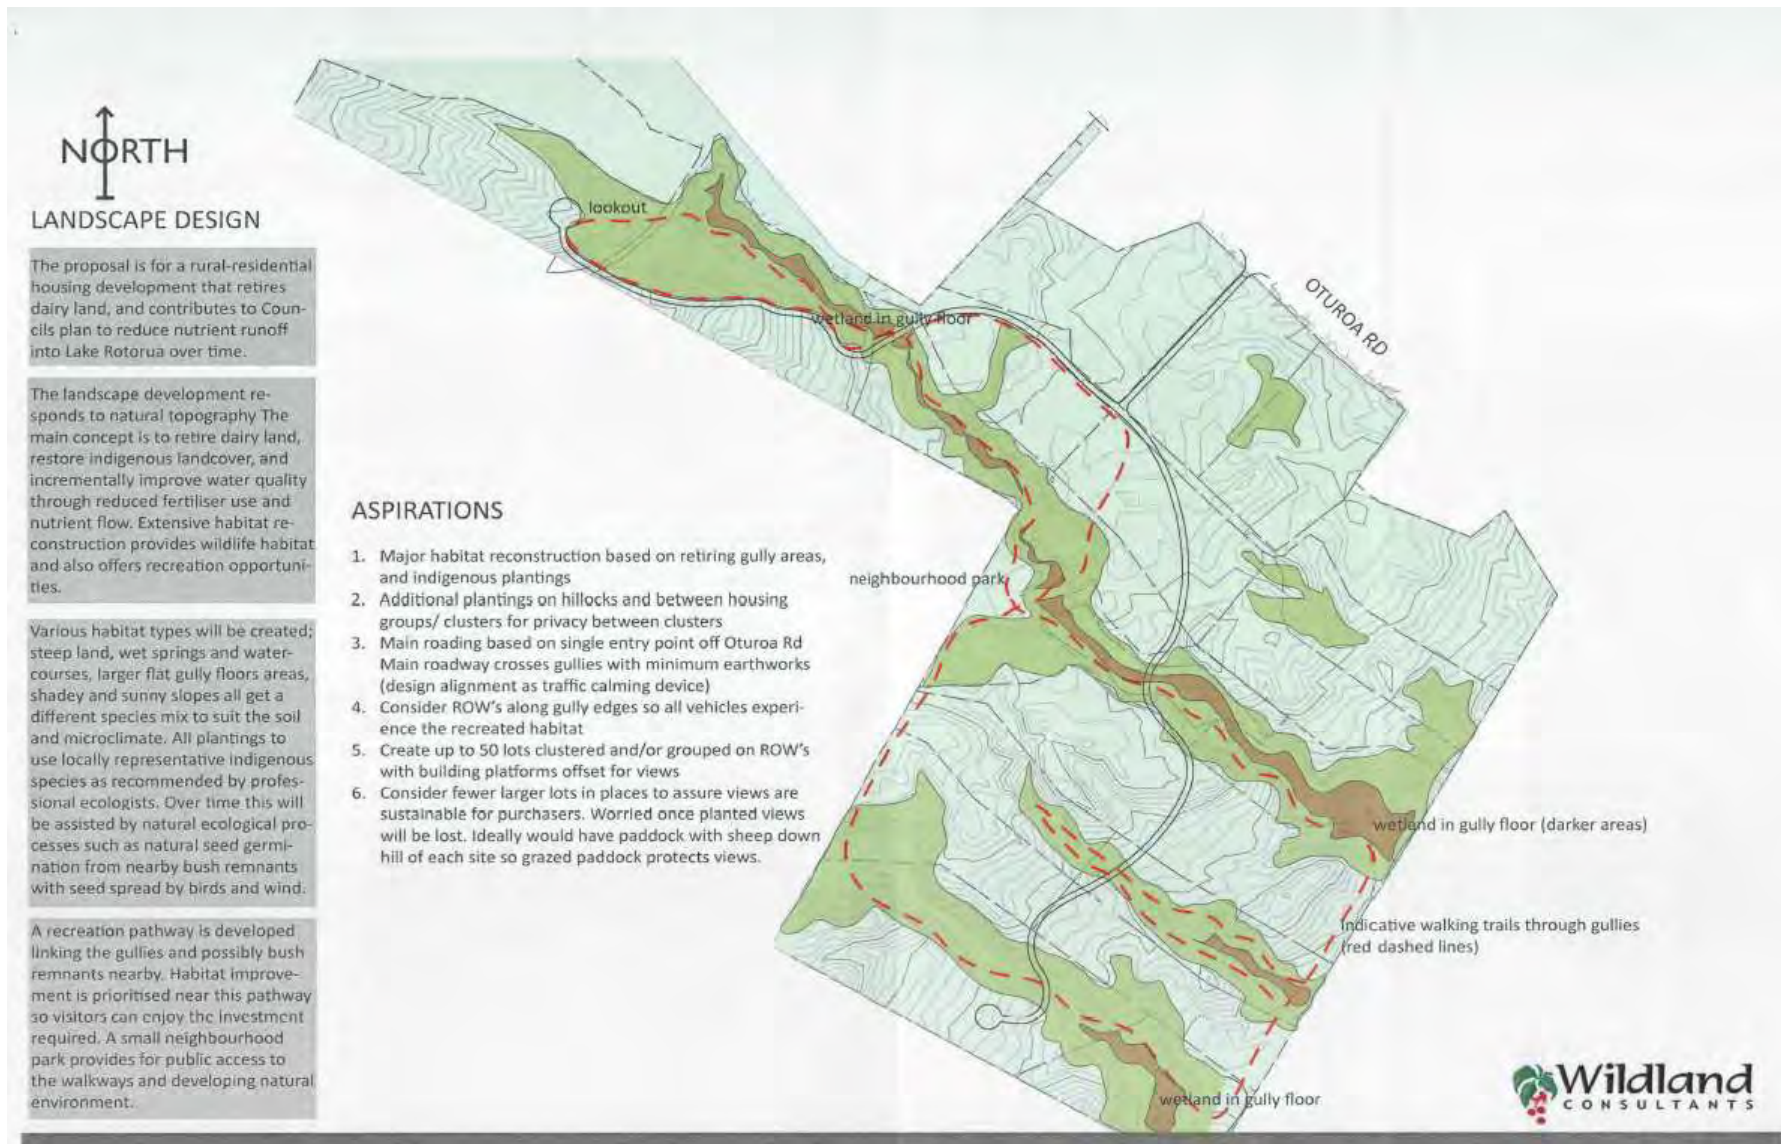 NORTH
LANDSCAPE DESIGN
The proposal is for a rural-residential
housing development that retires
dairy land, and contributes to Coun-
cils plan to reduce nutrient runoff
into Lake Rotorua over time.
The landscape development re-
sponds to natural topography The
main concept is to retire dairy land,
restore indigenous landcover, and
incrementally improve water quality
through reduced fertiliser use and
nutrient flow. Extensive habitat re-
construction provides wildlife habitat
and also offers recreation opportuni-
ties.
Various habitat types will be created;
steep land, wet springs and water-
courses, larger flat gully floors areas,
shadey and sunny slopes all get a
different species mix to suit the soil
and microclimate. All plantings to
use locally representative indigenous
species as recommended by profes-
sional ecologists. Over time this will
be assisted by natural ecological pro-
cesses such as natural seed germi-
nation from nearby bush remnants
with seed spread by birds and wind.
A recreation pathway is developed
linking the gullies and possibly bush
remnants nearby. Habitat improve-
ment is prioritised near this pathway
so visitors can enjoy the investment
required. A small neighbourhood
park provides for public access to
the walkways and developing natural
environment.
ASPIRATIONS
1. Major habitat reconstruction based on retiring gully areas,
and indigenous plantings
2. Additional plantings on hillocks and between housing
groups/ clusters for privacy between clusters
3. Main roading based on single entry point off Oturoa Rd
Main roadway crosses gullies with minimum earthworks
(design alignment as traffic calming device)
4. Consider ROW's along gully edges so all vehicles experi-
ence the recreated habitat
5. Create up to 50 lots clustered and/or grouped on ROW's
with building platforms offset for views
6. Consider fewer larger lots in places to assure views are
sustainable for purchasers. Worried once planted views
will be lost. Ideally would have paddock with sheep down
hill of each site so grazed paddock protects views.
lookout
wetland in gully floor
OTUROA RD
neighbourhood park
wetland in gully floor (darker areas)
Indicative walking trails through gullies
(red dashed lines)
wetland in gully floor
Wildland
CONSULTANTS